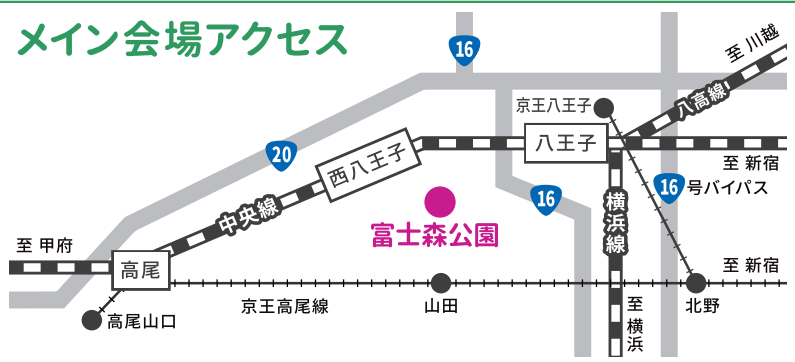 メイン会場アクセス
16
至 川越
京王八王子
八高線
20
西八王子
八王子
至 新宿
中央線
16
横浜線
16
号バイパス
富士森公園
至 甲府
高尾
至 新宿
高尾山口
京王高尾線
山田
至 横浜
北野